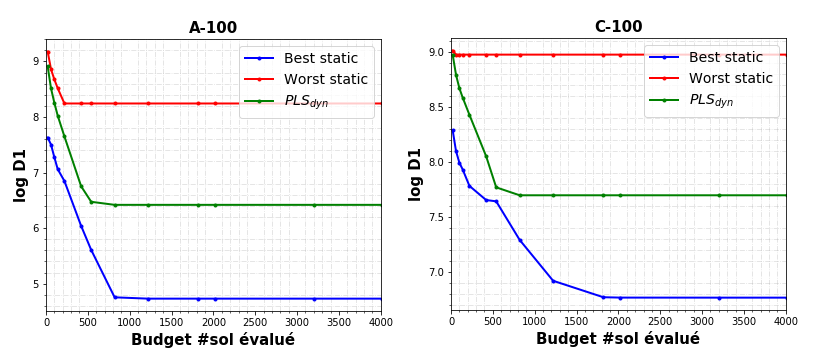 A-100
log D1
9
8
7
6
5
Best static
Worst static
PLS_dyn
0 500 1000 1500 2000 2500 3000 3500 4000
Budget #sol évalué
C-100
log D1
9.0
8.5
8.0
7.5
7.0
Best static
Worst static
PLS_dyn
0 500 1000 1500 2000 2500 3000 3500 4000
Budget #sol évalué